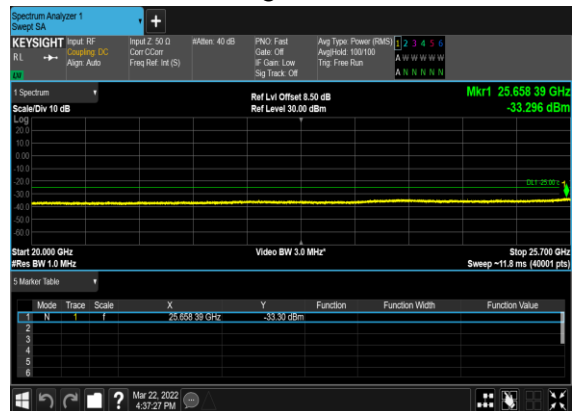 Spectrum Analyzer 1
Swept SA
+
KEYSIGHT Input: RF Input Z: 50 Ω #Atten: 40 dB PNO: Fast Avg Type: Power (RMS) 1 2 3 4 5 6
RL Coupling: DC Corr CCorr Gate: Off Avg|Hold: 100/100 A W W W W W
Align: Auto Freq Ref: Int (S) IF Gain: Low Trig: Free Run
Sig Track: Off A N N N N N
1 Spectrum Ref Lvl Offset 8.50 dB Mkr1 25.658 39 GHz
Scale/Div 10 dB Ref Level 30.00 dBm -33.296 dBm
Log
20.0
10.0
0.00
-10.0
-20.0
DL1 -25.00
-30.0
-40.0
-50.0
-60.0
Start 20.000 GHz Video BW 3.0 MHz* Stop 25.700 GHz
#Res BW 1.0 MHz Sweep ~11.8 ms (40001 pts)
5 Marker Table
Mode Trace Scale X Y Function Function Width Function Value
1 N 1 f 25.658 39 GHz -33.30 dBm
2
3
4
5
6
? Mar 22, 2022
4:37:27 PM